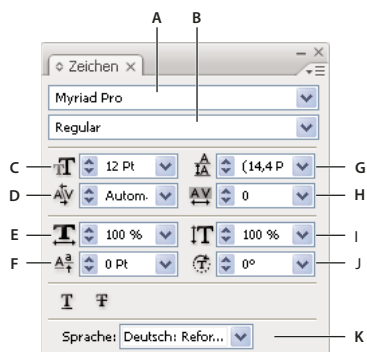 A B
Zeichen
Myriad Pro
Regular
C 12 Pt (14,4 P G
D Autom. 0 H
E 100 % 100 % I
F 0 Pt 0° J
T T
Sprache: Deutsch: Refor... K